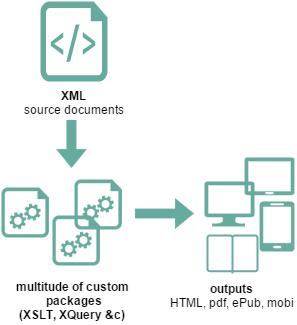 </>
XML
source documents
multitude of custom
packages
(XSLT, XQuery &c)
outputs
HTML, pdf, ePub, mobi